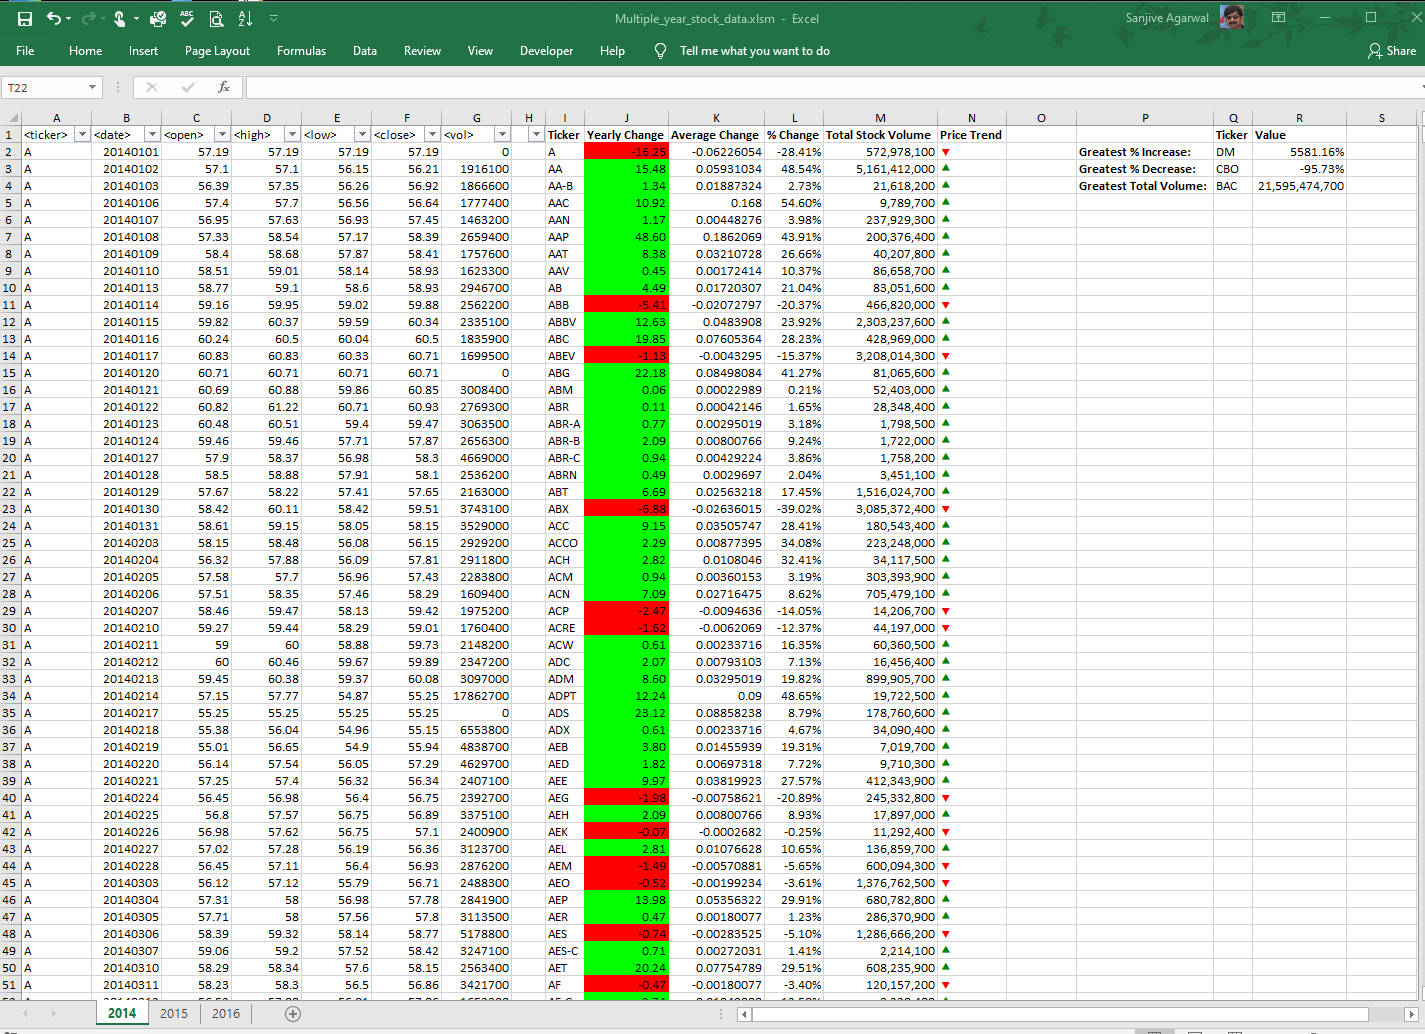 Multiple_year_stock_data.xlsm - Excel
Sanjive Agarwal
File Home Insert Page Layout Formulas Data Review View Developer Help Tell me what you want to do Share
T22 fx
A B C D E F G H I J K L M N O P Q R S
1 <ticker> <date> <open> <high> <low> <close> <vol> Ticker Yearly Change Average Change % Change Total Stock Volume Price Trend Ticker Value
2 A 20140101 57.19 57.19 57.19 57.19 0 A -16.25 -0.06226054 -28.41% 572,978,100 Greatest % Increase: DM 5581.16%
3 A 20140102 57.1 57.1 56.15 56.21 1916100 AA 15.48 0.05931034 48.54% 5,161,412,000 Greatest % Decrease: CBO -95.73%
4 A 20140103 56.39 57.35 56.26 56.92 1866600 AA-B 1.34 0.01887324 2.73% 21,618,200 Greatest Total Volume: BAC 21,595,474,700
5 A 20140106 57.4 57.7 56.56 56.64 1777400 AAC 10.92 0.168 54.60% 9,789,700
6 A 20140107 56.95 57.63 56.93 57.45 1463200 AAN 1.17 0.00448276 3.98% 237,929,300
7 A 20140108 57.33 58.54 57.17 58.39 2659400 AAP 48.60 0.1862069 43.91% 200,376,400
8 A 20140109 58.4 58.68 57.87 58.41 1757600 AAT 8.38 0.03210728 26.66% 40,207,800
9 A 20140110 58.51 59.01 58.14 58.93 1623300 AAV 0.45 0.00172414 10.37% 86,658,700
10 A 20140113 58.77 59.1 58.6 58.93 2946700 AB 4.49 0.01720307 21.04% 83,051,600
11 A 20140114 59.16 59.95 59.02 59.88 2562200 ABB -5.41 -0.02072797 -20.37% 466,820,000
12 A 20140115 59.82 60.37 59.59 60.34 2335100 ABBV 12.63 0.0483908 23.92% 2,303,237,600
13 A 20140116 60.24 60.5 60.04 60.5 1835900 ABC 19.85 0.07605364 28.23% 428,969,000
14 A 20140117 60.83 60.83 60.33 60.71 1699500 ABEV -1.13 -0.0043295 -15.37% 3,208,014,300
15 A 20140120 60.71 60.71 60.71 60.71 0 ABG 22.18 0.08498084 41.27% 81,065,600
16 A 20140121 60.69 60.88 59.86 60.85 3008400 ABM 0.06 0.00022989 0.21% 52,403,000
17 A 20140122 60.82 61.22 60.71 60.93 2769300 ABR 0.11 0.00042146 1.65% 28,348,400
18 A 20140123 60.48 60.51 59.4 59.47 3063500 ABR-A 0.77 0.00295019 3.18% 1,798,500
19 A 20140124 59.46 59.46 57.71 57.87 2656300 ABR-B 2.09 0.00800766 9.24% 1,722,000
20 A 20140127 57.9 58.37 56.98 58.3 4669000 ABR-C 0.94 0.00429224 3.86% 1,758,200
21 A 20140128 58.5 58.88 57.91 58.1 2536200 ABRN 0.49 0.0029697 2.04% 3,451,100
22 A 20140129 57.67 58.22 57.41 57.65 2163000 ABT 6.69 0.02563218 17.45% 1,516,024,700
23 A 20140130 58.42 60.11 58.42 59.51 3743100 ABX -6.88 -0.02636015 -39.02% 3,085,372,400
24 A 20140131 58.61 59.15 58.05 58.15 3529000 ACC 9.15 0.03505747 28.41% 180,543,400
25 A 20140203 58.15 58.48 56.08 56.15 2929200 ACCO 2.29 0.00877395 34.08% 223,248,000
26 A 20140204 56.32 57.88 56.09 57.81 2911800 ACH 2.82 0.0108046 32.41% 34,117,500
27 A 20140205 57.58 57.7 56.96 57.43 2283800 ACM 0.94 0.00360153 3.19% 303,393,900
28 A 20140206 57.51 58.35 57.46 58.29 1609400 ACN 7.09 0.02716475 8.62% 705,479,100
29 A 20140207 58.46 59.47 58.13 59.42 1975200 ACP -2.47 -0.0094636 -14.05% 14,206,700
30 A 20140210 59.27 59.44 58.29 59.01 1760400 ACRE -1.62 -0.0062069 -12.37% 44,197,000
31 A 20140211 59 60 58.88 59.73 2148200 ACW 0.61 0.00233716 16.35% 60,360,500
32 A 20140212 60 60.46 59.67 59.89 2347200 ADC 2.07 0.00793103 7.13% 16,456,400
33 A 20140213 59.45 60.38 59.37 60.08 3097000 ADM 8.60 0.03295019 19.82% 899,905,700
34 A 20140214 57.15 57.77 54.87 55.25 17862700 ADPT 12.24 0.09 48.65% 19,722,500
35 A 20140217 55.25 55.25 55.25 55.25 0 ADS 23.12 0.08858238 8.79% 178,760,600
36 A 20140218 55.38 56.04 54.96 55.15 6553800 ADX 0.61 0.00233716 4.67% 34,090,400
37 A 20140219 55.01 56.65 54.9 55.94 4838700 AEB 3.80 0.01455939 19.31% 7,019,700
38 A 20140220 56.14 57.54 56.05 57.29 4629700 AED 1.82 0.00697318 7.72% 9,710,300
39 A 20140221 57.25 57.4 56.32 56.34 2407100 AEE 9.97 0.03819923 27.57% 412,343,900
40 A 20140224 56.45 56.98 56.4 56.75 2392700 AEG -1.98 -0.00758621 -20.89% 245,332,800
41 A 20140225 56.8 57.57 56.75 56.89 3375100 AEH 2.09 0.00800766 8.93% 17,897,000
42 A 20140226 56.98 57.62 56.75 57.1 2400900 AEK -0.07 -0.0002682 -0.25% 11,292,400
43 A 20140227 57.02 57.28 56.19 56.36 3123700 AEL 2.81 0.01076628 10.65% 136,859,700
44 A 20140228 56.45 57.11 56.4 56.93 2876200 AEM -1.49 -0.00570881 -5.65% 600,094,300
45 A 20140303 56.12 57.12 55.79 56.71 2488300 AEO -0.52 -0.00199234 -3.61% 1,376,762,500
46 A 20140304 57.31 58 56.98 57.78 2841900 AEP 13.98 0.05356322 29.91% 680,782,800
47 A 20140305 57.71 58 57.56 57.8 3113500 AER 0.47 0.00180077 1.23% 286,370,900
48 A 20140306 58.39 59.32 58.14 58.77 5178800 AES -0.74 -0.00283525 -5.10% 1,286,666,200
49 A 20140307 59.06 59.2 57.52 58.42 3247100 AES-C 0.71 0.00272031 1.41% 2,214,100
50 A 20140310 58.29 58.34 57.6 58.15 2563400 AET 20.24 0.07754789 29.51% 608,235,900
51 A 20140311 58.23 58.3 56.5 56.86 3421700 AF -0.47 -0.00180077 -3.40% 120,157,200
2014 2015 2016